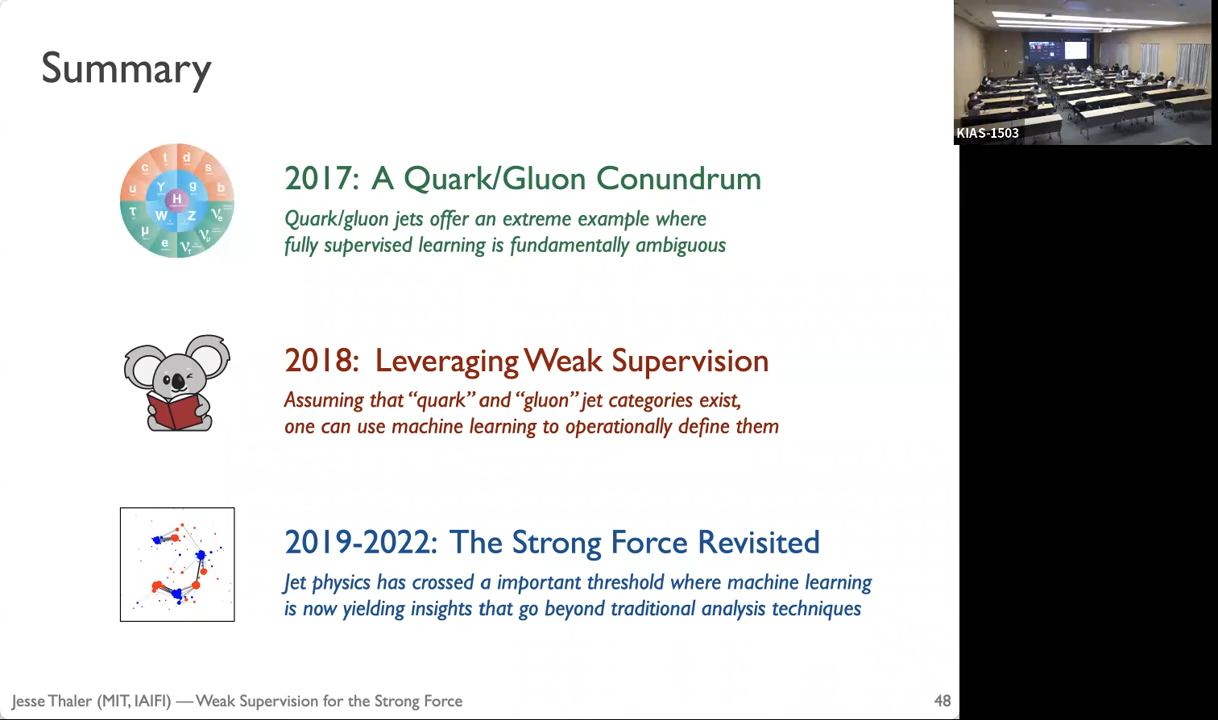 Summary
KIAS-1503
t d
c s
u γ g b
H
τ W Z νe
μ
e ντ νμ
2017: A Quark/Gluon Conundrum
Quark/gluon jets offer an extreme example where
fully supervised learning is fundamentally ambiguous
2018: Leveraging Weak Supervision
Assuming that “quark” and “gluon” jet categories exist,
one can use machine learning to operationally define them
2019-2022: The Strong Force Revisited
Jet physics has crossed a important threshold where machine learning
is now yielding insights that go beyond traditional analysis techniques
Jesse Thaler (MIT, IAIFI) — Weak Supervision for the Strong Force
48